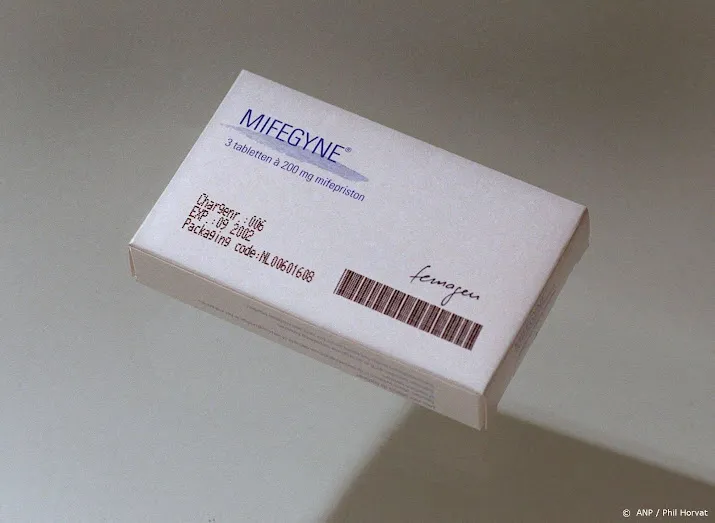 MIFEGYNE®
3 tabletten à 200 mg mifepriston
Chargenr.:006
EXP.:09 2002
Packaging code:NL00601608
femagen
© ANP / Phil Horvat